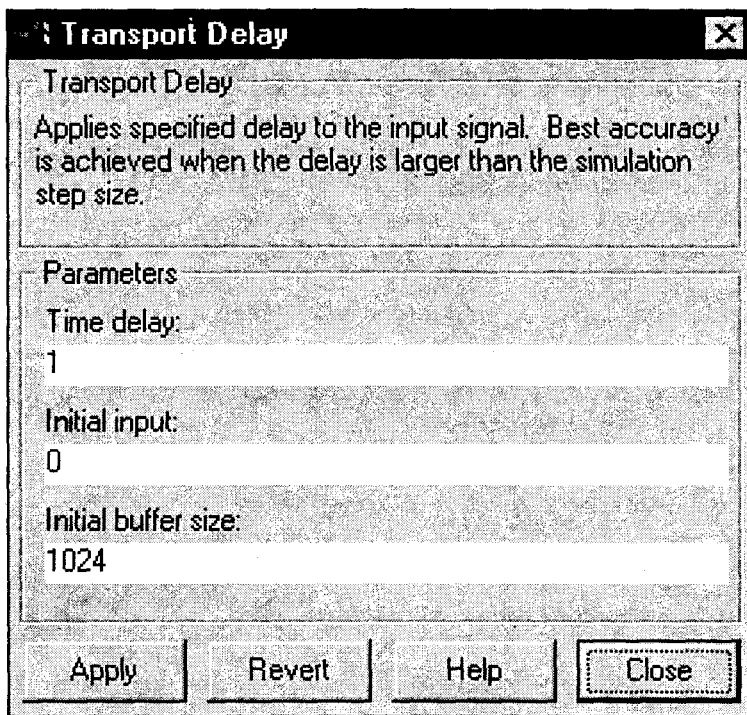 Transport Delay
Transport Delay
Applies specified delay to the input signal. Best accuracy
is achieved when the delay is larger than the simulation
step size.
Parameters
Time delay:
1
Initial input:
0
Initial buffer size:
1024
Apply Revert Help Close